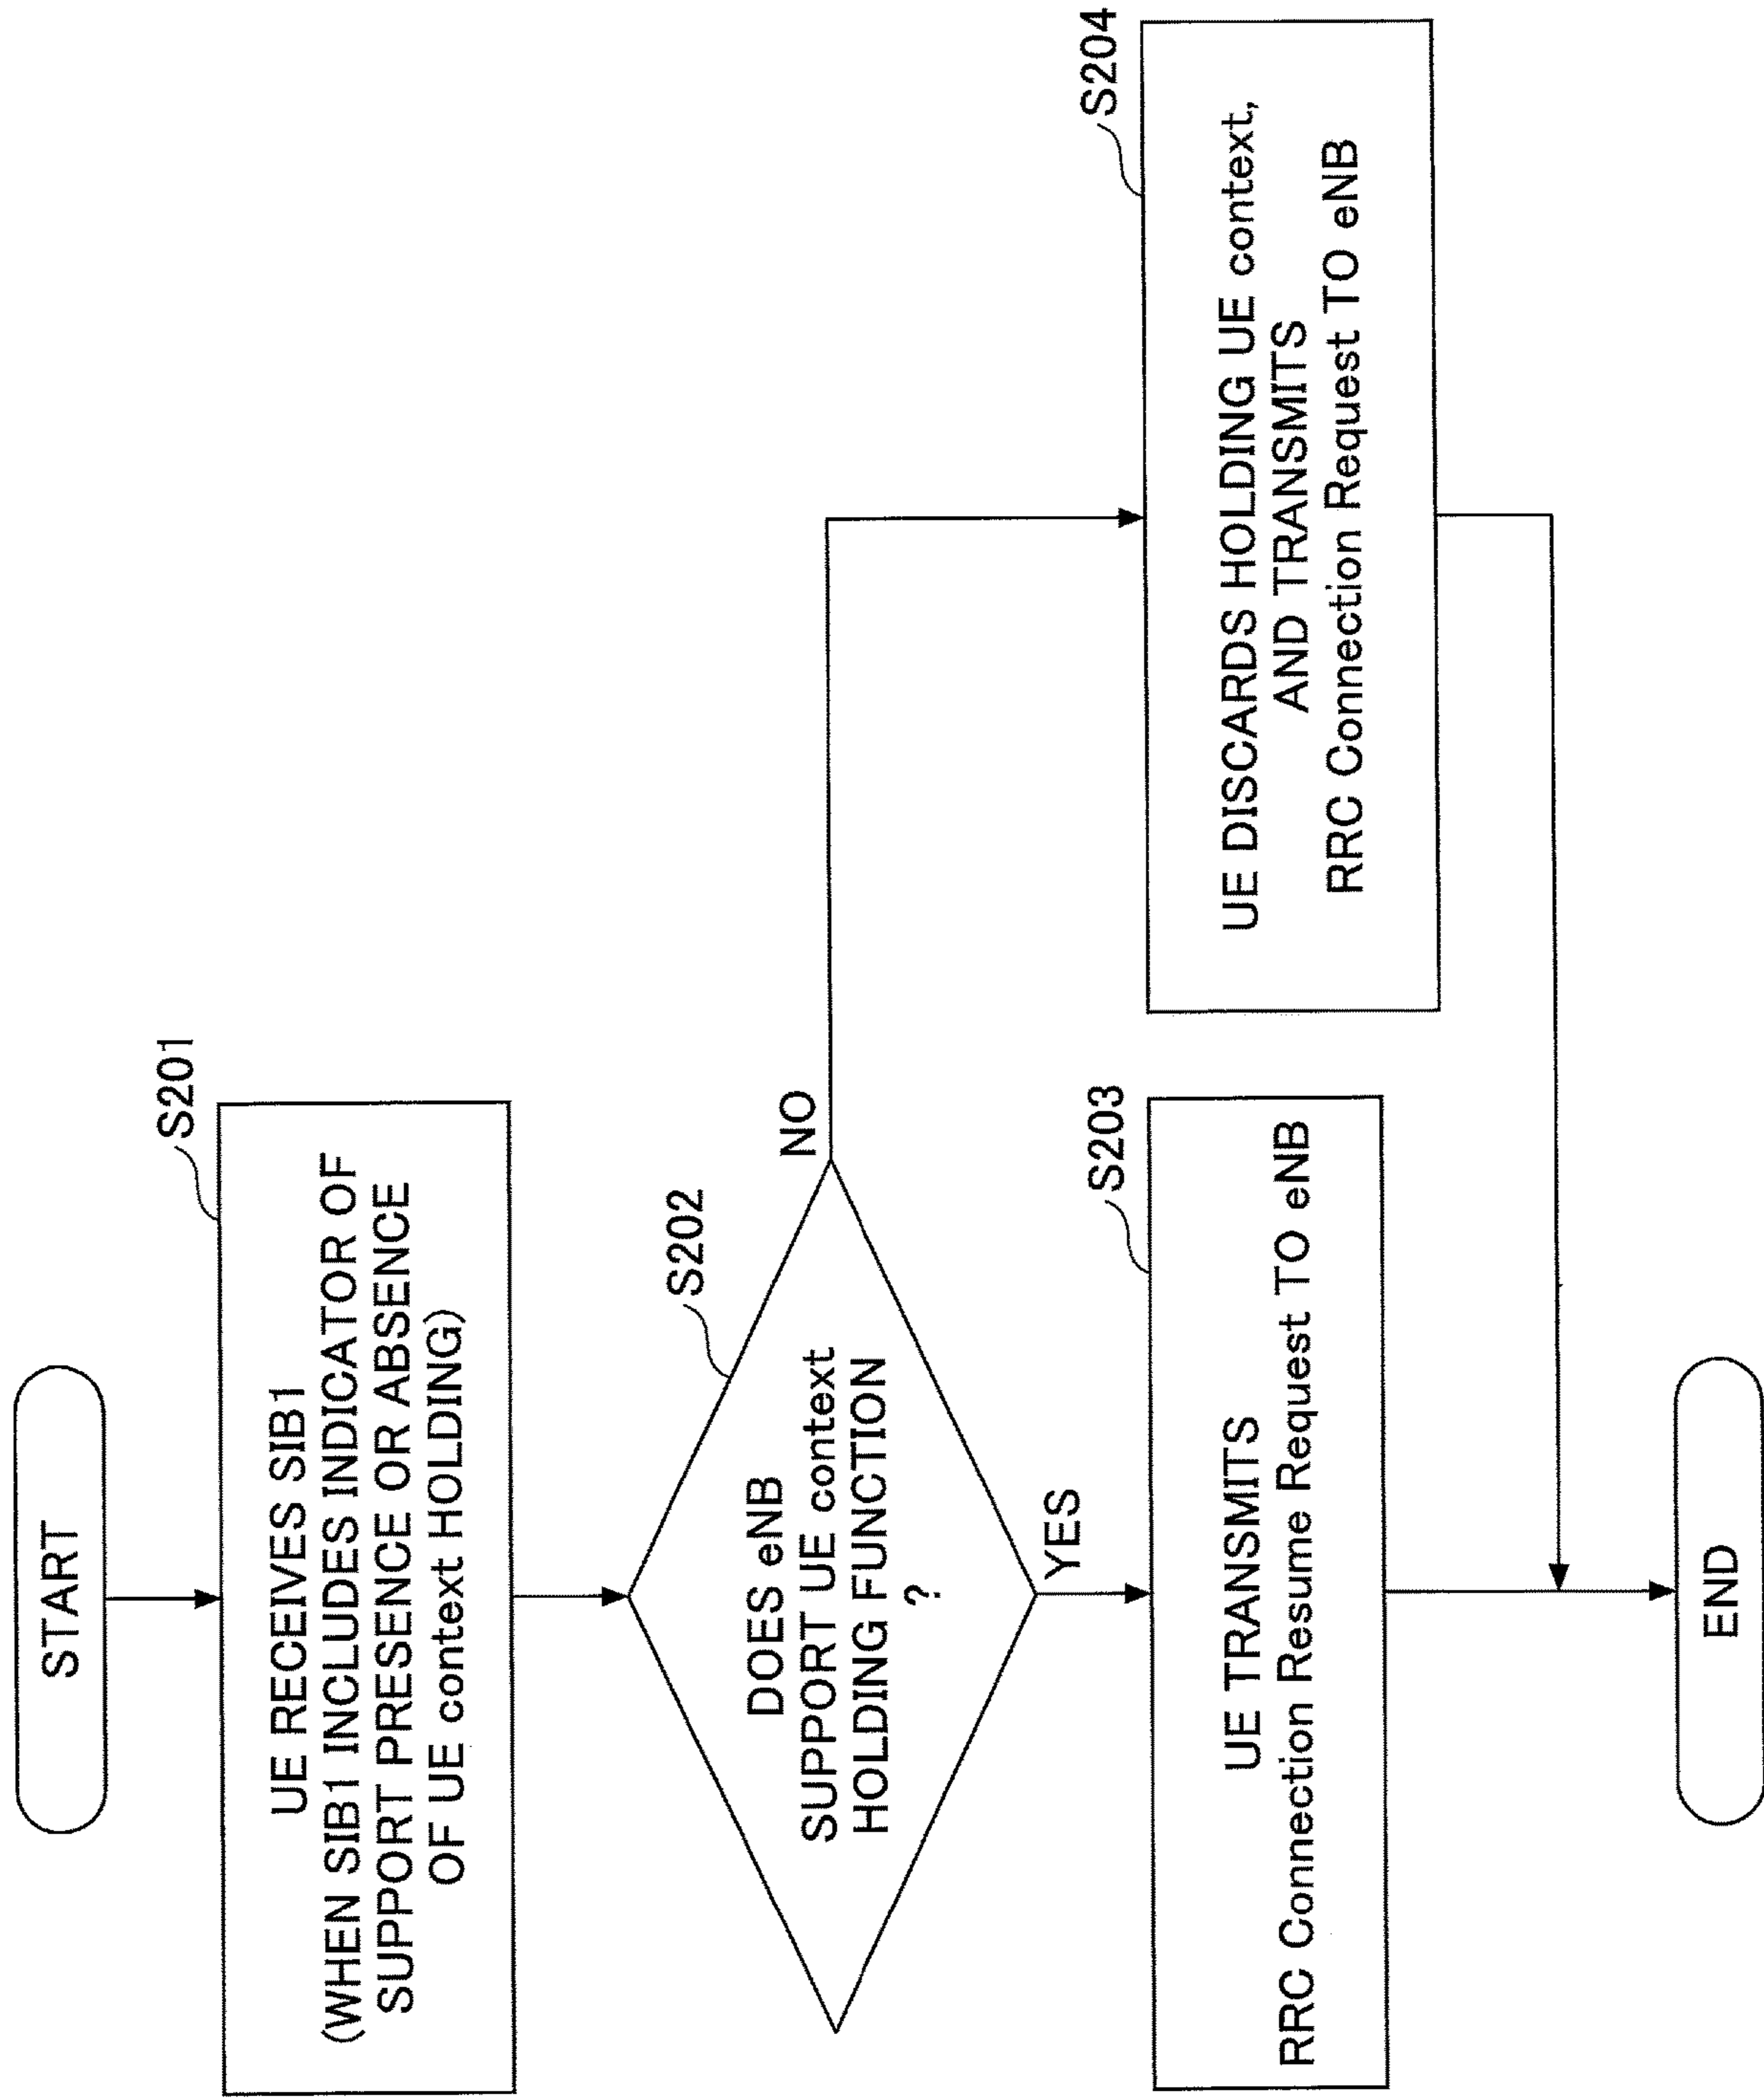 START
S201
UE RECEIVES SIB1
(WHEN SIB1 INCLUDES INDICATOR OF
SUPPORT PRESENCE OR ABSENCE
OF UE context HOLDING)
S202
DOES eNB
SUPPORT UE context
HOLDING FUNCTION
?
NO
YES
S203
UE TRANSMITS
RRC Connection Resume Request TO eNB
S204
UE DISCARDS HOLDING UE context,
AND TRANSMITS
RRC Connection Request TO eNB
END